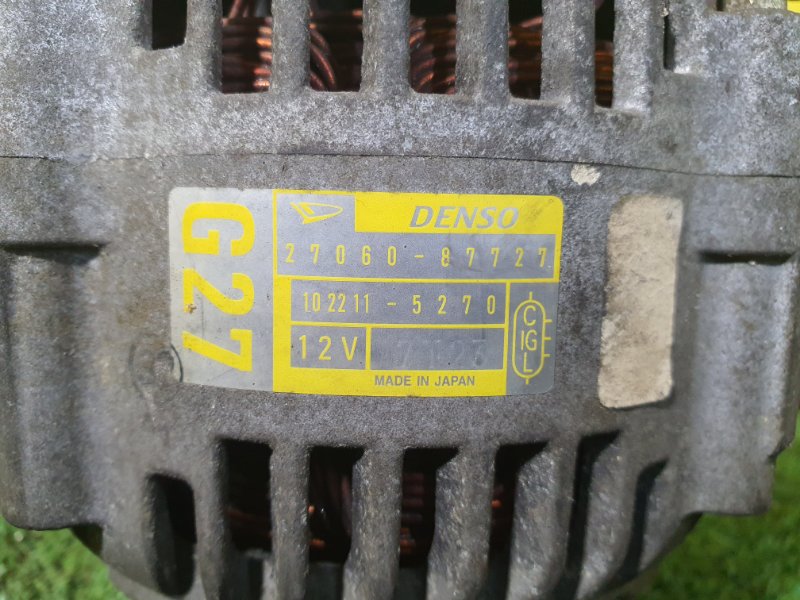 G27
DENSO
27060-87727
102211-5270
12V
MADE IN JAPAN
C
IG
L